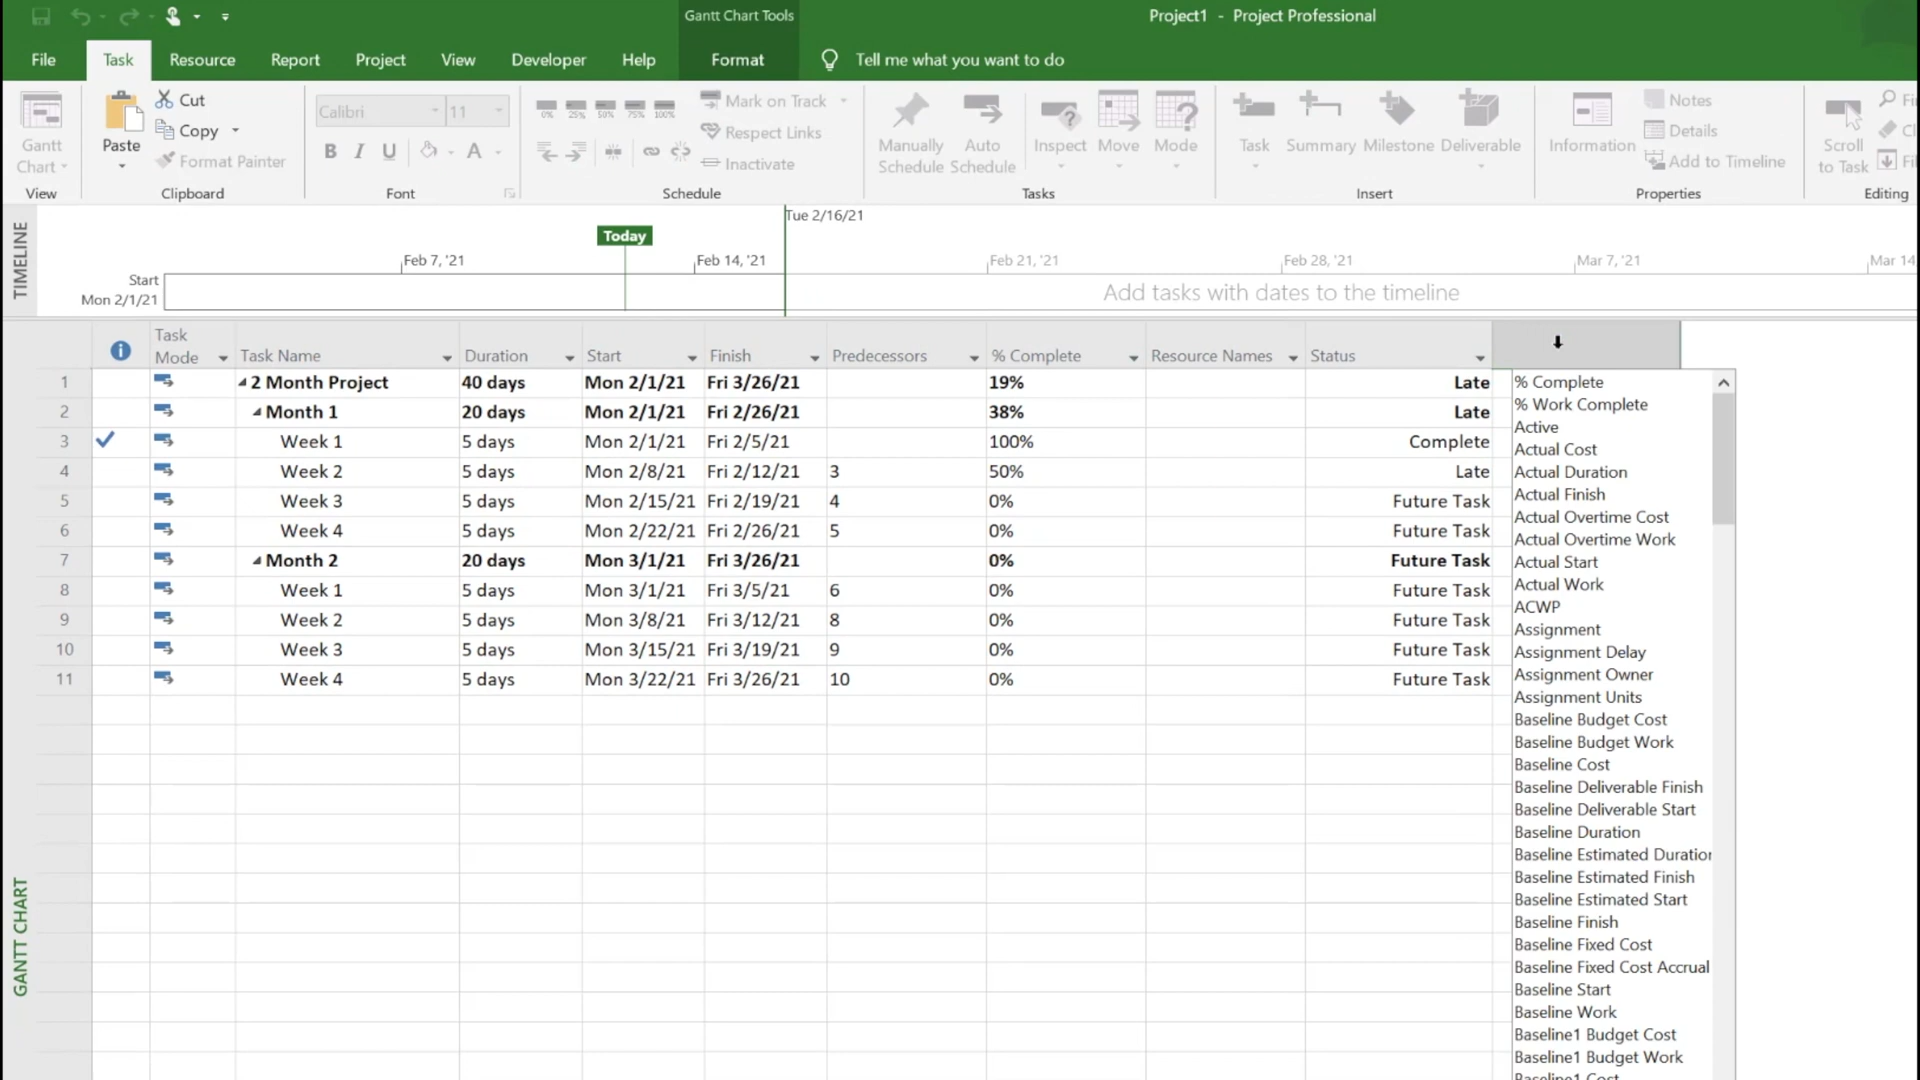 Gantt Chart Tools
Project1 - Project Professional
File Task Resource Report Project View Developer Help Format Tell me what you want to do
Gantt Chart
View
Paste
Cut
Copy
Format Painter
Clipboard
Calibri 11
B I U A
Font
0% 25% 50% 75% 100%
Mark on Track
Respect Links
Inactivate
Schedule
Manually Schedule
Auto Schedule
Inspect
Move
Mode
Tasks
Task
Summary
Milestone
Deliverable
Insert
Information
Notes
Details
Add to Timeline
Properties
Scroll to Task
Editing
TIMELINE
Tue 2/16/21
Today
Feb 7, '21 Feb 14, '21 Feb 21, '21 Feb 28, '21 Mar 7, '21 Mar 14
Start
Mon 2/1/21
Add tasks with dates to the timeline
Task Mode Task Name Duration Start Finish Predecessors % Complete Resource Names Status
1 2 Month Project 40 days Mon 2/1/21 Fri 3/26/21 19% Late
2 Month 1 20 days Mon 2/1/21 Fri 2/26/21 38% Late
3 Week 1 5 days Mon 2/1/21 Fri 2/5/21 100% Complete
4 Week 2 5 days Mon 2/8/21 Fri 2/12/21 3 50% Late
5 Week 3 5 days Mon 2/15/21 Fri 2/19/21 4 0% Future Task
6 Week 4 5 days Mon 2/22/21 Fri 2/26/21 5 0% Future Task
7 Month 2 20 days Mon 3/1/21 Fri 3/26/21 0% Future Task
8 Week 1 5 days Mon 3/1/21 Fri 3/5/21 6 0% Future Task
9 Week 2 5 days Mon 3/8/21 Fri 3/12/21 8 0% Future Task
10 Week 3 5 days Mon 3/15/21 Fri 3/19/21 9 0% Future Task
11 Week 4 5 days Mon 3/22/21 Fri 3/26/21 10 0% Future Task
GANTT CHART
% Complete
% Work Complete
Active
Actual Cost
Actual Duration
Actual Finish
Actual Overtime Cost
Actual Overtime Work
Actual Start
Actual Work
ACWP
Assignment
Assignment Delay
Assignment Owner
Assignment Units
Baseline Budget Cost
Baseline Budget Work
Baseline Cost
Baseline Deliverable Finish
Baseline Deliverable Start
Baseline Duration
Baseline Estimated Duration
Baseline Estimated Finish
Baseline Estimated Start
Baseline Finish
Baseline Fixed Cost
Baseline Fixed Cost Accrual
Baseline Start
Baseline Work
Baseline1 Budget Cost
Baseline1 Budget Work
Baseline1 Cost